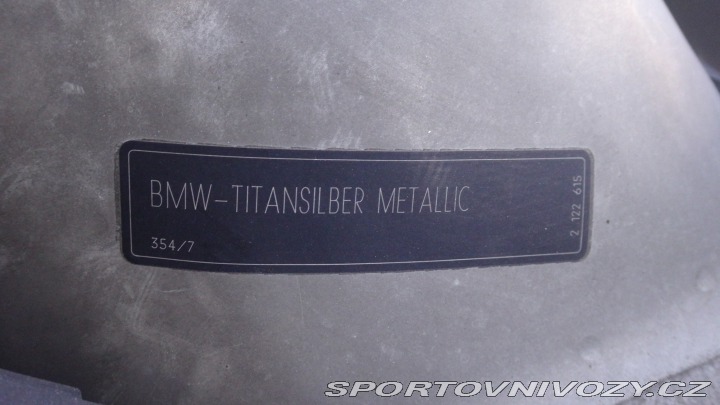 BMW-TITANSILBER METALLIC
354/7
2 122 615
SPORTOVNIVOZY.CZ